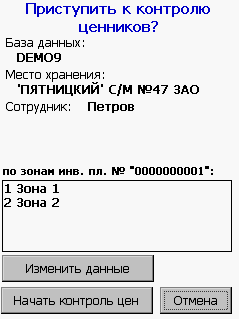 Приступить к контролю
ценников?
База данных:
DEMO9
Место хранения:
'ПЯТНИЦКИЙ' С/М №47 ЗАО
Сотрудник: Петров
по зонам инв. пл. № "0000000001":
1 Зона 1
2 Зона 2
Изменить данные
Начать контроль цен Отмена